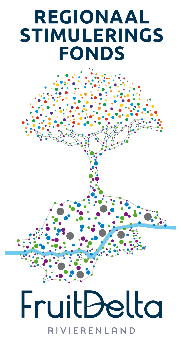 REGIONAAL
STIMULERINGS
FONDS
FruitDelta
RIVIERENLAND